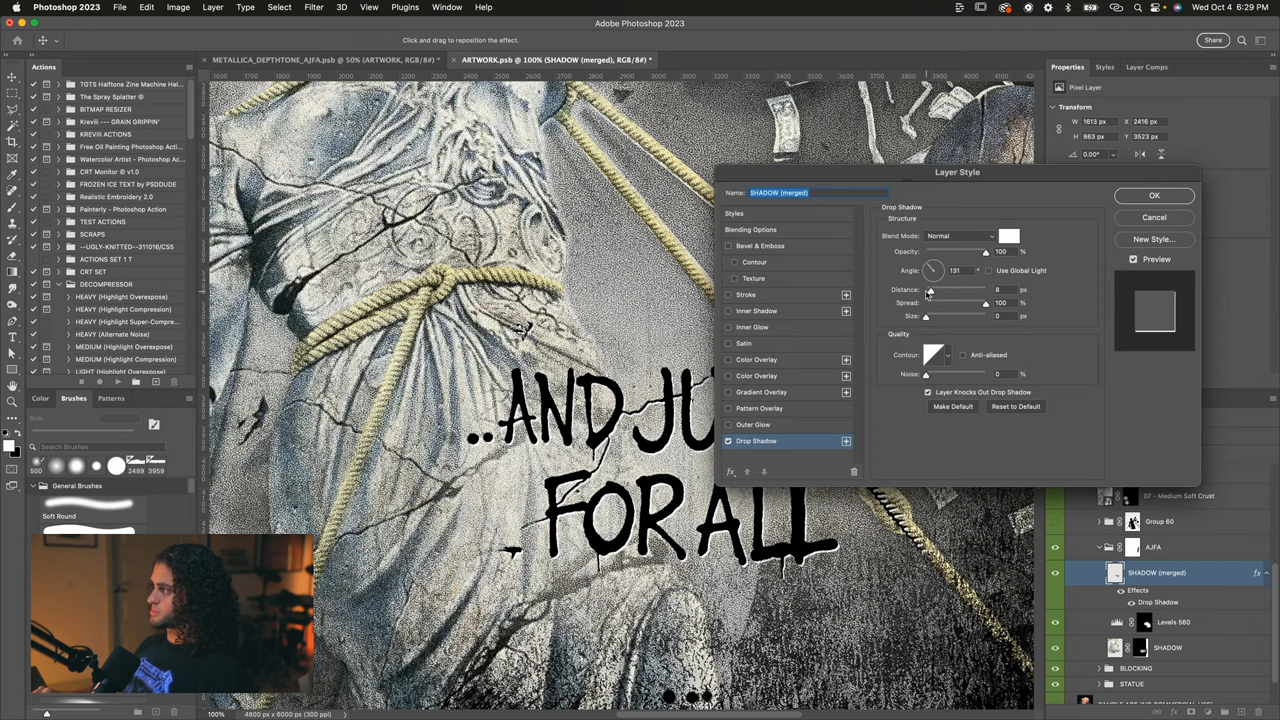 Photoshop 2023 File Edit Image Layer Type Select Filter 3D View Plugins Window Help Wed Oct 4 6:29 PM
Adobe Photoshop 2023
Click and drag to reposition the effect. Share
METALLICA_DEPTHTONE_AJFA.psb @ 50% (ARTWORK, RGB/8#) *
ARTWORK.psb @ 100% (SHADOW (merged), RGB/8#) *
Actions
TGTS Halftone Zine Machine Hel...
The Spray Splatter ®
BITMAP RESIZER
Kreviii --- GRAIN GRIPPIN'
KREVIII ACTIONS
Free Oil Painting Photoshop Acti...
Watercolor Artist - Photoshop Ac...
CRT Monitor ® v1.0
FROZEN ICE TEXT by PSDDUDE
Realistic Embroidery 2.0
Painterly - Photoshop Action
TEST ACTIONS
SCRAPS
--UGLY-KNITTED--311016/CS5
ACTIONS SET 1
CRT SET
DECOMPRESSOR
HEAVY (Highlight Overexpose)
HEAVY (Highlight Compression)
HEAVY (Highlight Super-Compre...
HEAVY (Alternate Noise)
MEDIUM (Highlight Overexpose)
MEDIUM (Highlight Compression)
LIGHT (Highlight Overexpose)
Color Brushes Patterns
Size:
Search Brushes
500 2489 3959
General Brushes
Soft Round
..AND JU
FOR ALL
100% 4800 px x 6000 px (300 ppi)
Layer Style
Name: SHADOW (merged)
Styles
Blending Options
Bevel & Emboss
Contour
Texture
Stroke
Inner Shadow
Inner Glow
Satin
Color Overlay
Color Overlay
Gradient Overlay
Pattern Overlay
Outer Glow
Drop Shadow
fx
Drop Shadow
Structure
Blend Mode: Normal
Opacity: 100 %
Angle: 131 ° Use Global Light
Distance: 8 px
Spread: 100 %
Size: 0 px
Quality
Contour: Anti-aliased
Noise: 0 %
Layer Knocks Out Drop Shadow
Make Default Reset to Default
OK
Cancel
New Style...
Preview
Properties Styles Layer Comps
Pixel Layer
Transform
W 1613 px X 2416 px
H 863 px Y 3523 px
0.00°
07 - Medium Soft Crust
Group 60
AJFA
SHADOW (merged) fx
Effects
Drop Shadow
Levels 560
SHADOW
BLOCKING
STATUE